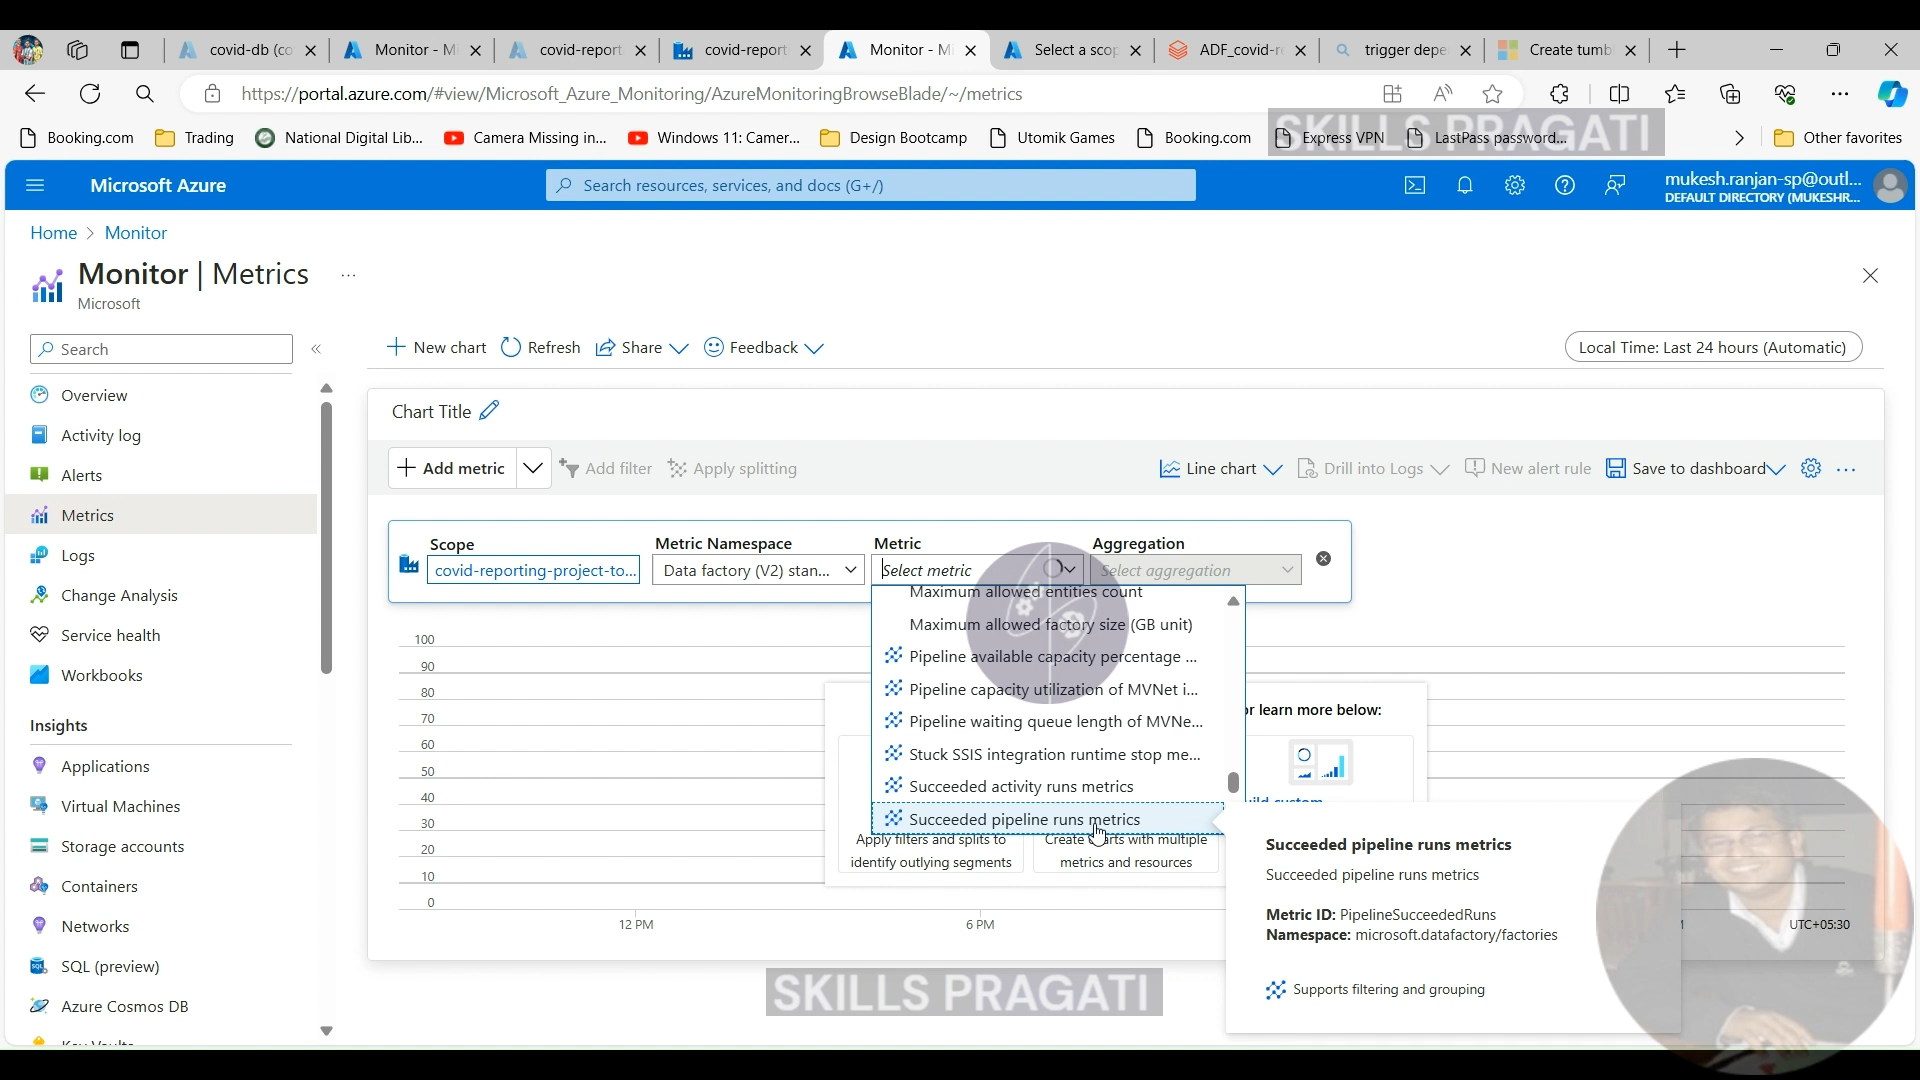 covid-db (co
Monitor - M
covid-report
covid-report
Monitor - Mi
Select a scop
ADF_covid-r
trigger depe
Create tumb
https://portal.azure.com/#view/Microsoft_Azure_Monitoring/AzureMonitoringBrowseBlade/~/metrics
Booking.com
Trading
National Digital Lib...
Camera Missing in...
Windows 11: Camer...
Design Bootcamp
Utomik Games
Booking.com
Express VPN
LastPass password...
Other favorites
SKILLS PRAGATI
Microsoft Azure
Search resources, services, and docs (G+/)
mukesh.ranjan-sp@outl...
DEFAULT DIRECTORY (MUKESHR...
Home > Monitor
Monitor | Metrics ...
Microsoft
Search
«
New chart
Refresh
Share
Feedback
Local Time: Last 24 hours (Automatic)
Overview
Activity log
Alerts
Metrics
Logs
Change Analysis
Service health
Workbooks
Insights
Applications
Virtual Machines
Storage accounts
Containers
Networks
SQL (preview)
Azure Cosmos DB
Key Vaults
Chart Title
Add metric
Add filter
Apply splitting
Line chart
Drill into Logs
New alert rule
Save to dashboard
...
Scope
Metric Namespace
Metric
Aggregation
covid-reporting-project-to...
Data factory (V2) stan...
Select metric
Select aggregation
Maximum allowed entities count
Maximum allowed factory size (GB unit)
Pipeline available capacity percentage ...
Pipeline capacity utilization of MVNet i...
Pipeline waiting queue length of MVNe...
Stuck SSIS integration runtime stop me...
Succeeded activity runs metrics
Succeeded pipeline runs metrics
100
90
80
70
60
50
40
30
20
10
0
12 PM
6 PM
UTC+05:30
or learn more below:
Apply filters and splits to
identify outlying segments
Create charts with multiple
metrics and resources
Succeeded pipeline runs metrics
Succeeded pipeline runs metrics
Metric ID: PipelineSucceededRuns
Namespace: microsoft.datafactory/factories
Supports filtering and grouping
SKILLS PRAGATI